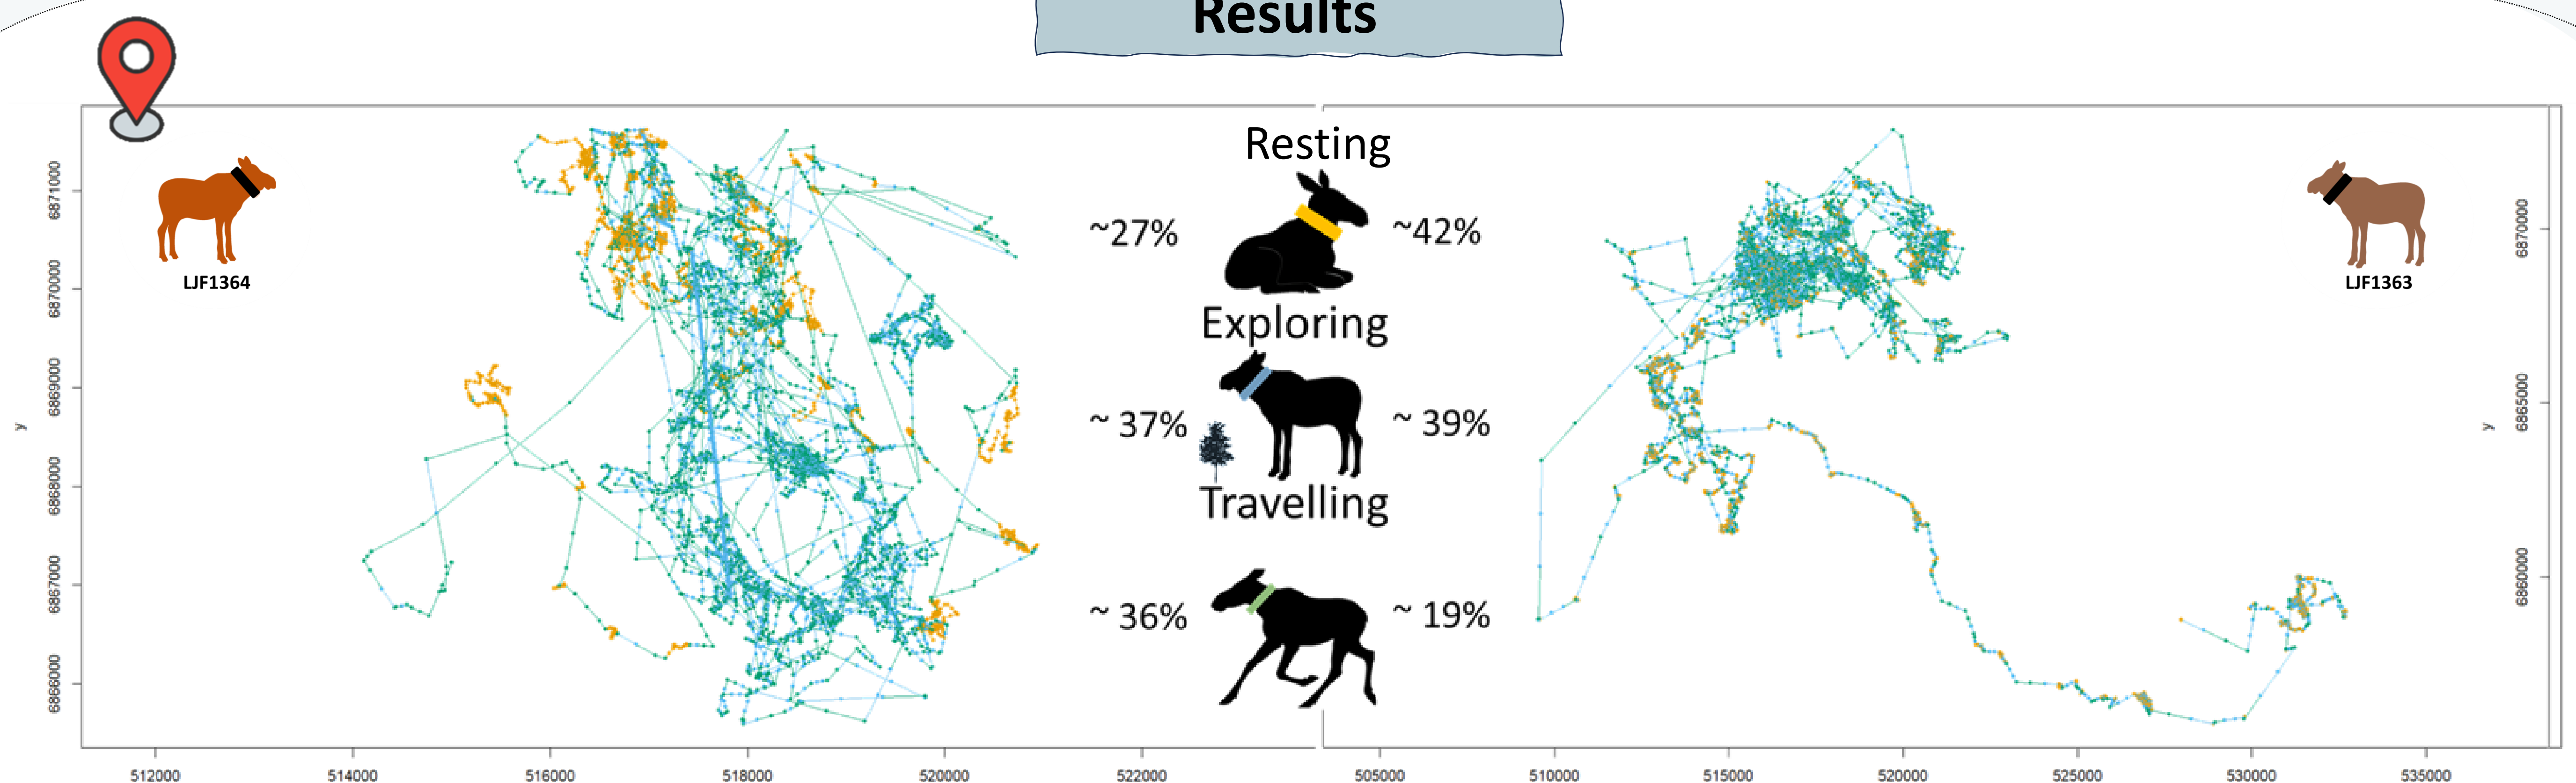 Results
Resting
~27%
~42%
LJF1364
LJF1363
Exploring
~ 37%
~ 39%
Travelling
~ 36%
~ 19%
y
6871000
6870000
6869000
6868000
6867000
6866000
512000 514000 516000 518000 520000 522000
505000 510000 515000 520000 525000 530000 535000
6870000
6865000
6860000
y